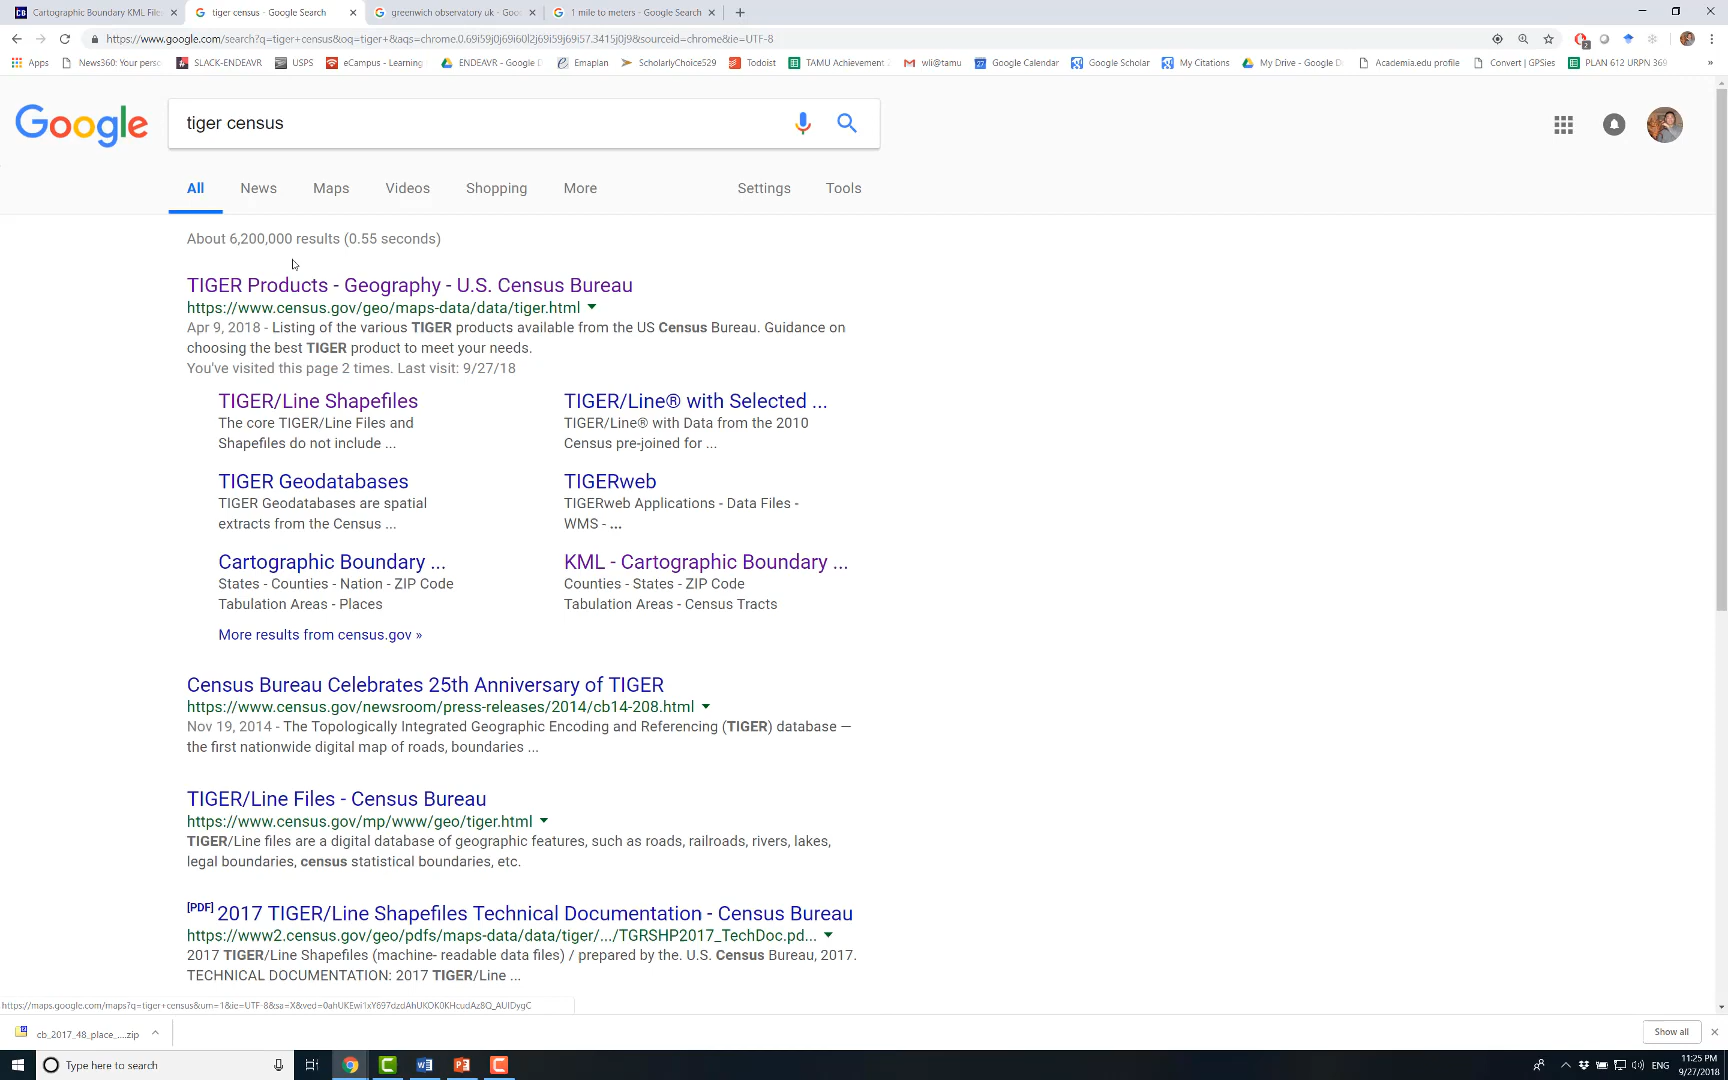 Cartographic Boundary KML File
tiger census - Google Search
greenwich observatory uk - Goo
1 mile to meters - Google Search
https://www.google.com/search?q=tiger+census&oq=tiger+&aqs=chrome.0.69i59j0j69i60l2j69i59j69i57.3415j0j9&sourceid=chrome&ie=UTF-8
Apps News360: Your perso SLACK-ENDEAVR USPS eCampus - Learning ENDEAVR - Google D Emaplan ScholarlyChoice529 Todoist TAMU Achievement wli@tamu Google Calendar Google Scholar My Citations My Drive - Google D Academia.edu profile Convert | GPSies PLAN 612 URPN 369 »
Google
tiger census
All News Maps Videos Shopping More Settings Tools
About 6,200,000 results (0.55 seconds)
TIGER Products - Geography - U.S. Census Bureau
https://www.census.gov/geo/maps-data/data/tiger.html
Apr 9, 2018 - Listing of the various TIGER products available from the US Census Bureau. Guidance on
choosing the best TIGER product to meet your needs.
You've visited this page 2 times. Last visit: 9/27/18
TIGER/Line Shapefiles
The core TIGER/Line Files and
Shapefiles do not include ...
TIGER/Line® with Selected ...
TIGER/Line® with Data from the 2010
Census pre-joined for ...
TIGER Geodatabases
TIGER Geodatabases are spatial
extracts from the Census ...
TIGERweb
TIGERweb Applications - Data Files -
WMS - ...
Cartographic Boundary ...
States - Counties - Nation - ZIP Code
Tabulation Areas - Places
KML - Cartographic Boundary ...
Counties - States - ZIP Code
Tabulation Areas - Census Tracts
More results from census.gov »
Census Bureau Celebrates 25th Anniversary of TIGER
https://www.census.gov/newsroom/press-releases/2014/cb14-208.html
Nov 19, 2014 - The Topologically Integrated Geographic Encoding and Referencing (TIGER) database —
the first nationwide digital map of roads, boundaries ...
TIGER/Line Files - Census Bureau
https://www.census.gov/mp/www/geo/tiger.html
TIGER/Line files are a digital database of geographic features, such as roads, railroads, rivers, lakes,
legal boundaries, census statistical boundaries, etc.
[PDF] 2017 TIGER/Line Shapefiles Technical Documentation - Census Bureau
https://www2.census.gov/geo/pdfs/maps-data/data/tiger/.../TGRSHP2017_TechDoc.pd...
2017 TIGER/Line Shapefiles (machine- readable data files) / prepared by the. U.S. Census Bureau, 2017.
TECHNICAL DOCUMENTATION: 2017 TIGER/Line ...
cb_2017_48_place_....zip
Show all
Type here to search
ENG
11:25 PM
9/27/2018